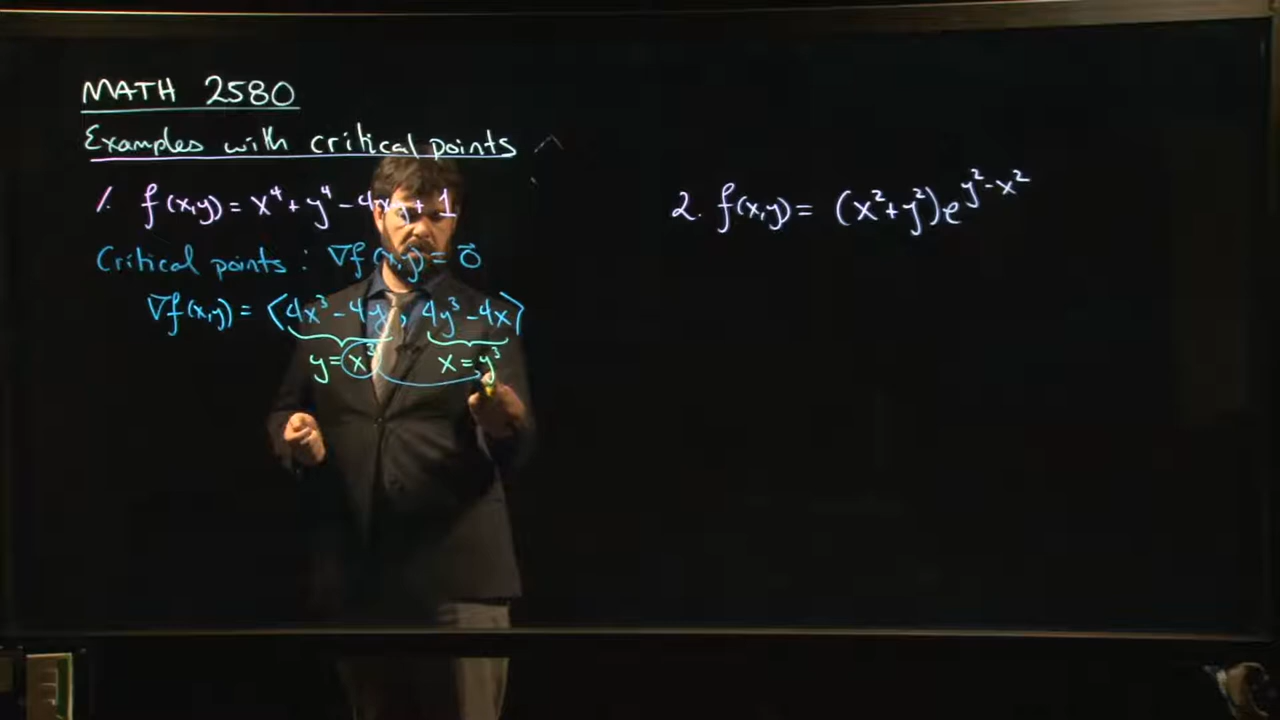 MATH 2580
Examples with critical points
1. f(x,y) = x⁴ + y⁴ - 4xy + 1
Critical points : ∇f(x,y) = 0⃗
∇f(x,y) = ⟨4x³ - 4y, 4y³ - 4x⟩
y = x³ x = y³
2. f(x,y) = (x² + y²)e^{y² - x²}